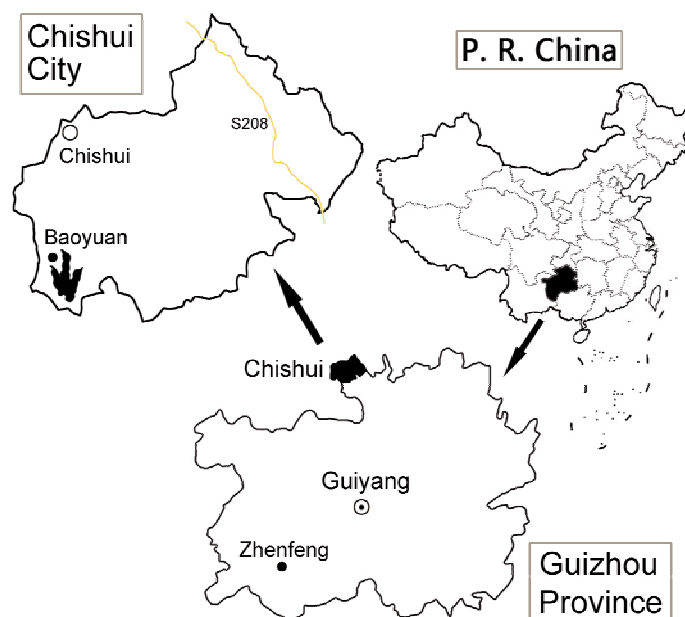 Chishui
City
P. R. China
S208
Chishui
Baoyuan
Chishui
Guiyang
Zhenfeng
Guizhou
Province